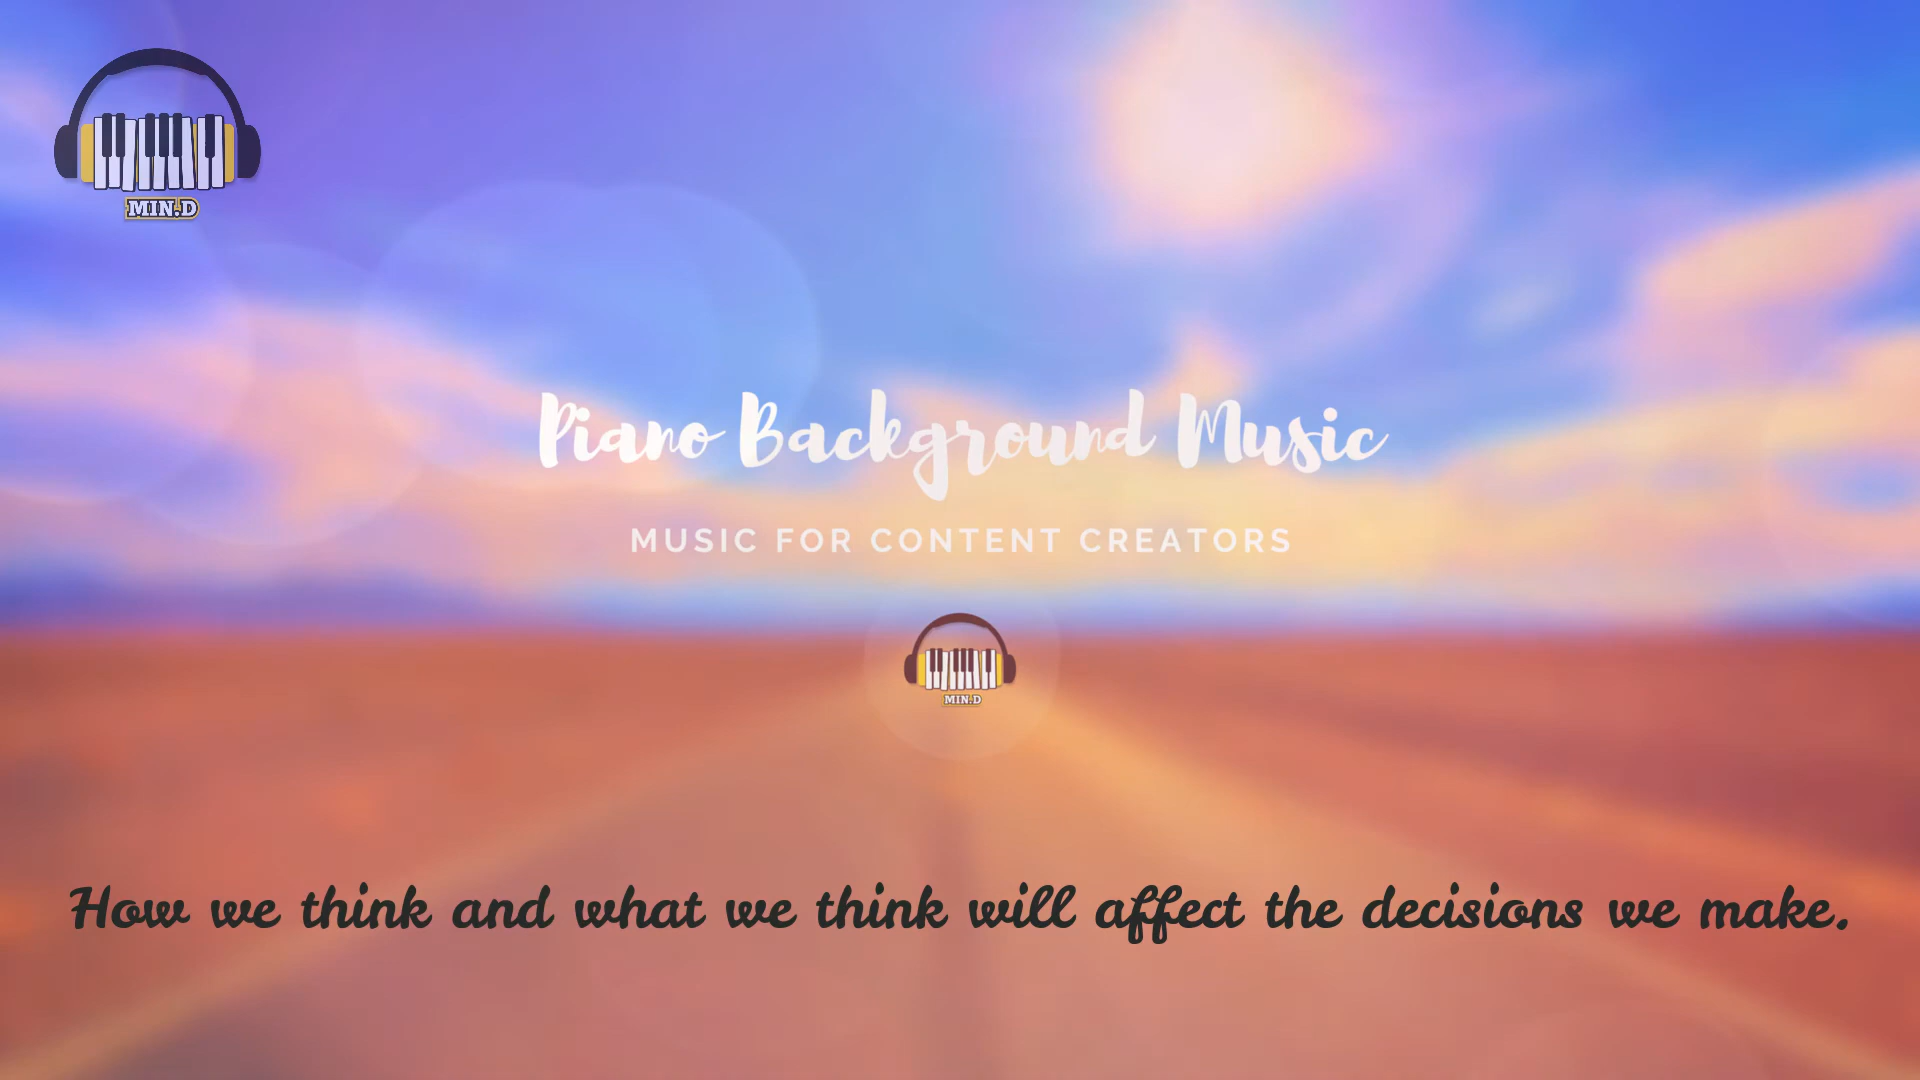 MIN.D
Piano Background Music
MUSIC FOR CONTENT CREATORS
MIN.D
How we think and what we think will affect the decisions we make.